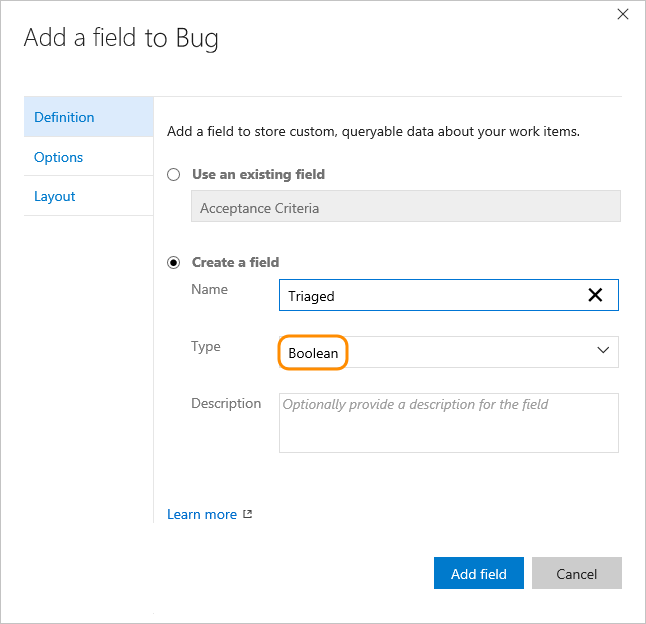 Add a field to Bug
Definition
Options
Layout
Add a field to store custom, queryable data about your work items.
Use an existing field
Acceptance Criteria
Create a field
Name
Triaged
Type
Boolean
Description
Optionally provide a description for the field
Learn more
Add field
Cancel